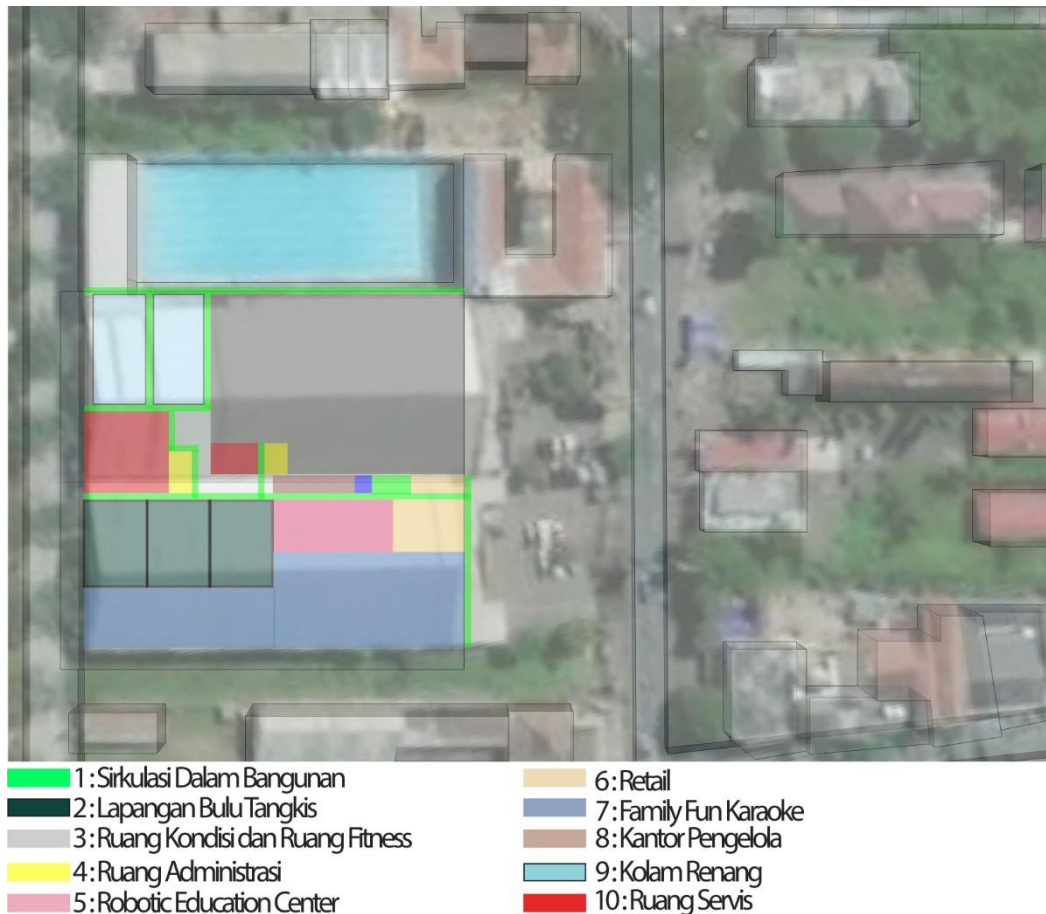 1: Sirkulasi Dalam Bangunan
2: Lapangan Bulu Tangkis
3: Ruang Kondisi dan Ruang Fitness
4: Ruang Administrasi
5: Robotic Education Center
6: Retail
7: Family Fun Karaoke
8: Kantor Pengelola
9: Kolam Renang
10: Ruang Servis